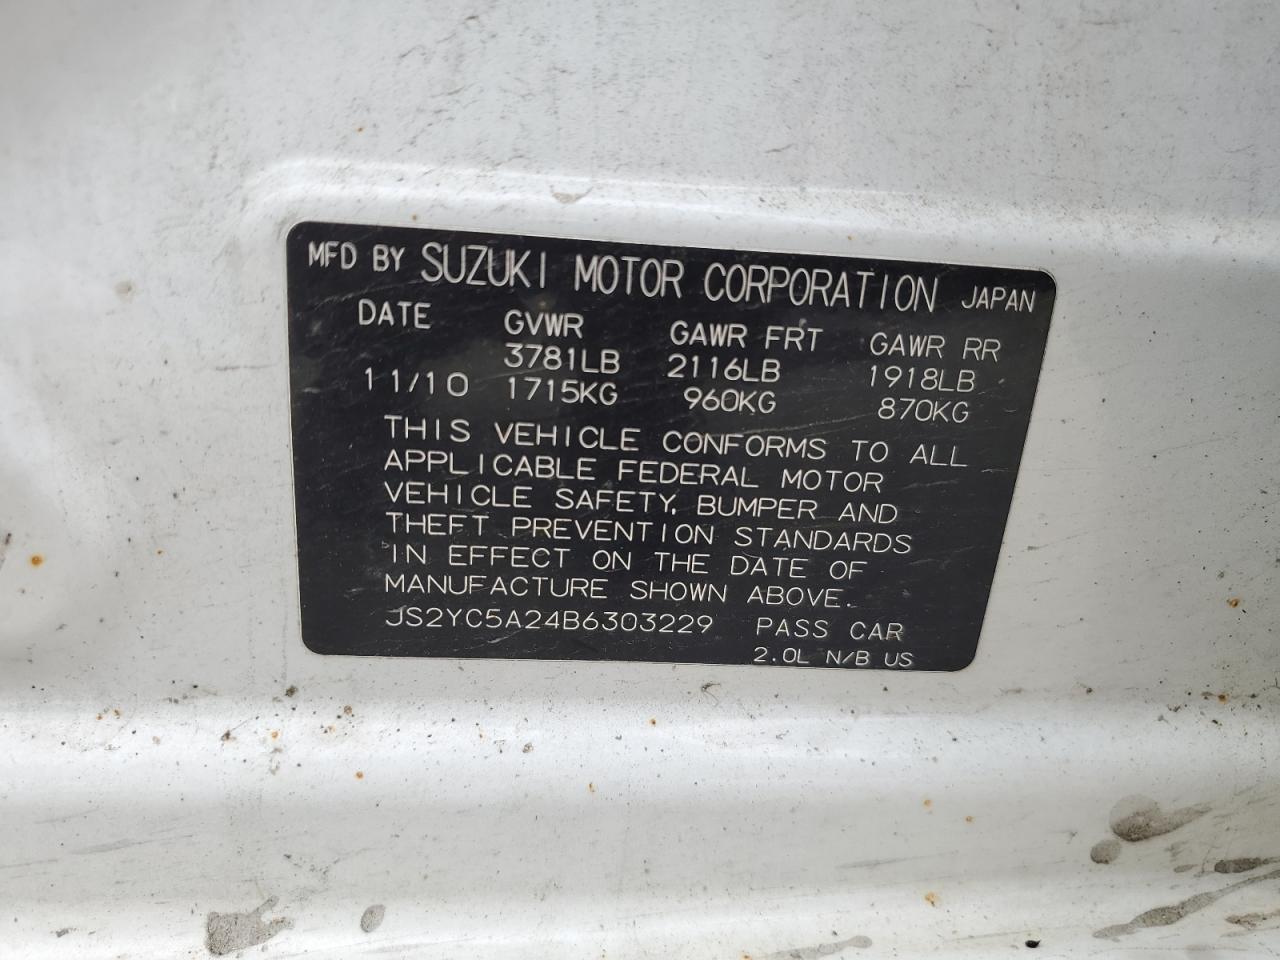 MFD BY SUZUKI MOTOR CORPORATION JAPAN
DATE GVWR GAWR FRT GAWR RR
3781LB 2116LB 1918LB
11/10 1715KG 960KG 870KG
THIS VEHICLE CONFORMS TO ALL
APPLICABLE FEDERAL MOTOR
VEHICLE SAFETY, BUMPER AND
THEFT PREVENTION STANDARDS
IN EFFECT ON THE DATE OF
MANUFACTURE SHOWN ABOVE.
JS2YC5A24B6303229 PASS CAR
2.0L N/B US